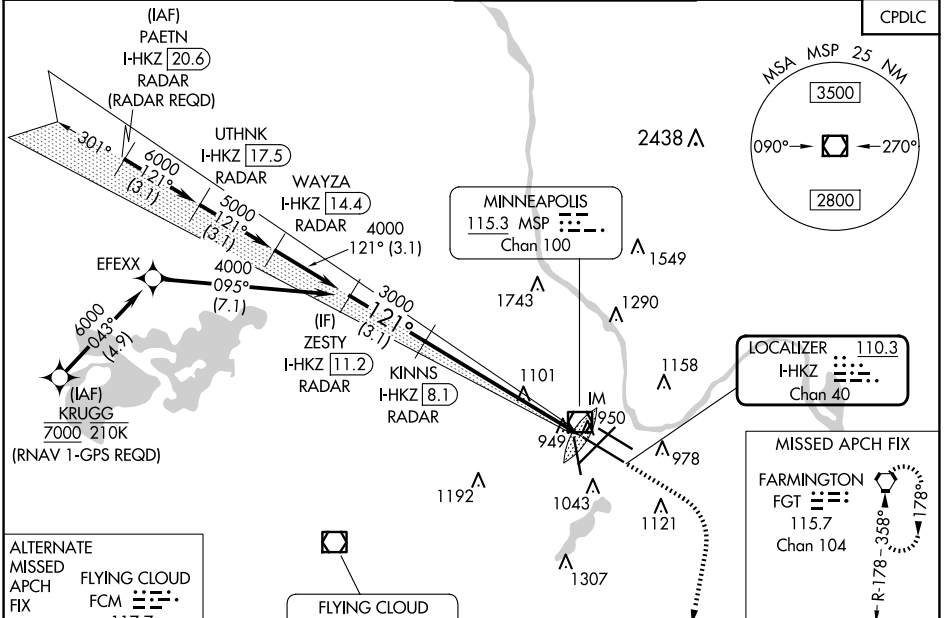 CPDLC
(IAF)
PAETN
I-HKZ 20.6
RADAR
(RADAR REQD)
301°
6000
121°
(3.1)
UTHNK
I-HKZ 17.5
RADAR
5000
121°
(3.1)
WAYZA
I-HKZ 14.4
RADAR
4000
121° (3.1)
EFEXX
4000
095°
(7.1)
6000
043°
(4.9)
(IAF)
KRUGG
7000 210K
(RNAV 1-GPS REQD)
(IF)
ZESTY
I-HKZ 11.2
RADAR
3000
121°
(3.1)
KINNS
I-HKZ 8.1
RADAR
MINNEAPOLIS
115.3 MSP
Chan 100
MSA MSP 25 NM
3500
090°
270°
2800
2438
1549
1743
1290
1158
1101
IM
950
949
978
1192
1043
1121
1307
LOCALIZER 110.3
I-HKZ
Chan 40
MISSED APCH FIX
FARMINGTON
FGT
115.7
Chan 104
R-178
358°
178°
ALTERNATE
MISSED
APCH
FIX
FLYING CLOUD
FCM
FLYING CLOUD